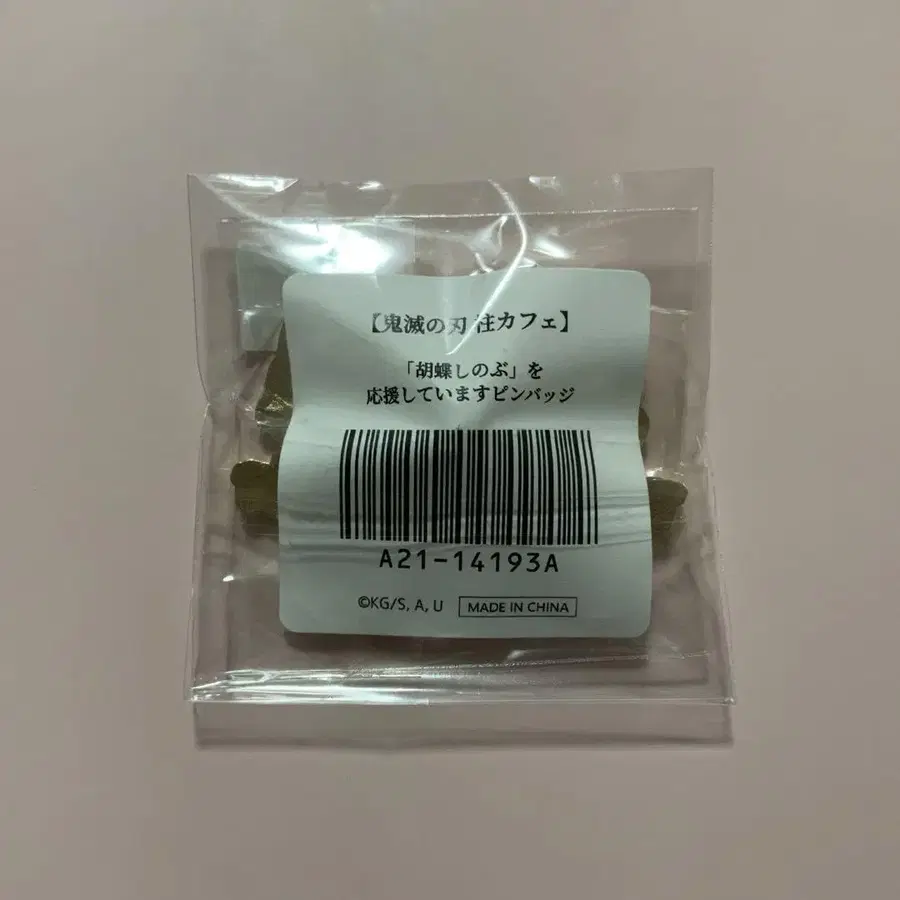 【鬼滅の刃 柱カフェ】
「胡蝶しのぶ」を
応援していますピンバッジ
A21-14193A
©KG/S, A, U MADE IN CHINA